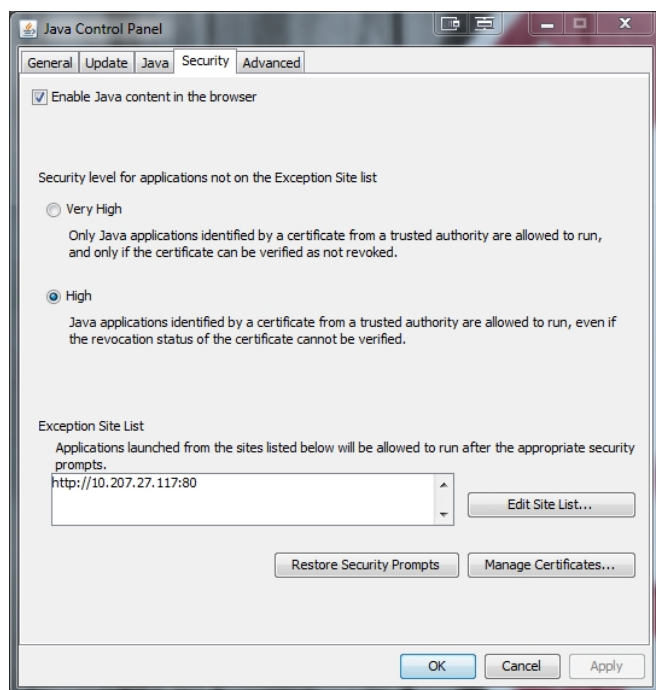 Java Control Panel
General Update Java Security Advanced
Enable Java content in the browser
Security level for applications not on the Exception Site list
Very High
Only Java applications identified by a certificate from a trusted authority are allowed to run,
and only if the certificate can be verified as not revoked.
High
Java applications identified by a certificate from a trusted authority are allowed to run, even if
the revocation status of the certificate cannot be verified.
Exception Site List
Applications launched from the sites listed below will be allowed to run after the appropriate security
prompts.
http://10.207.27.117:80
Edit Site List...
Restore Security Prompts Manage Certificates...
OK Cancel Apply